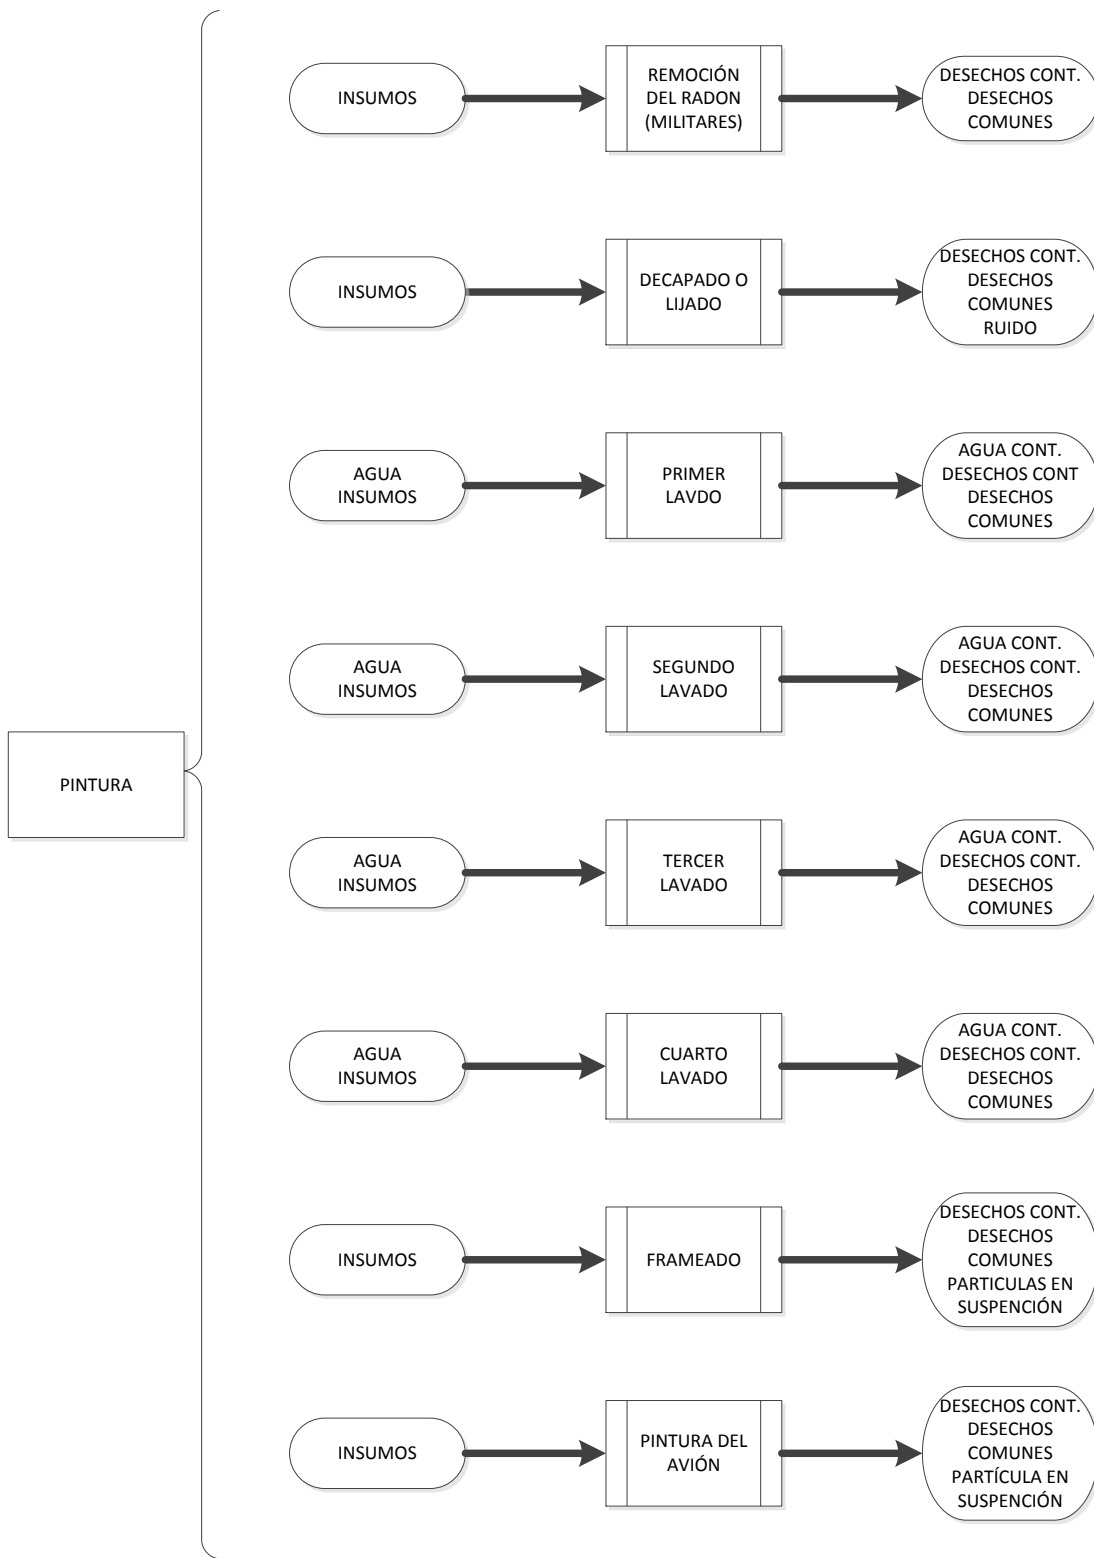 INSUMOS
REMOCIÓN
DEL RADON
(MILITARES)
DESECHOS CONT.
DESECHOS
COMUNES
INSUMOS
DECAPADO O
LIJADO
DESECHOS CONT.
DESECHOS
COMUNES
RUIDO
AGUA
INSUMOS
PRIMER
LAVDO
AGUA CONT.
DESECHOS CONT
DESECHOS
COMUNES
AGUA
INSUMOS
SEGUNDO
LAVADO
AGUA CONT.
DESECHOS CONT.
DESECHOS
COMUNES
PINTURA
AGUA
INSUMOS
TERCER
LAVADO
AGUA CONT.
DESECHOS CONT.
DESECHOS
COMUNES
AGUA
INSUMOS
CUARTO
LAVADO
AGUA CONT.
DESECHOS CONT.
DESECHOS
COMUNES
INSUMOS
FRAMEADO
DESECHOS CONT.
DESECHOS
COMUNES
PARTICULAS EN
SUSPENCIÓN
INSUMOS
PINTURA DEL
AVIÓN
DESECHOS CONT.
DESECHOS
COMUNES
PARTÍCULA EN
SUSPENCIÓN